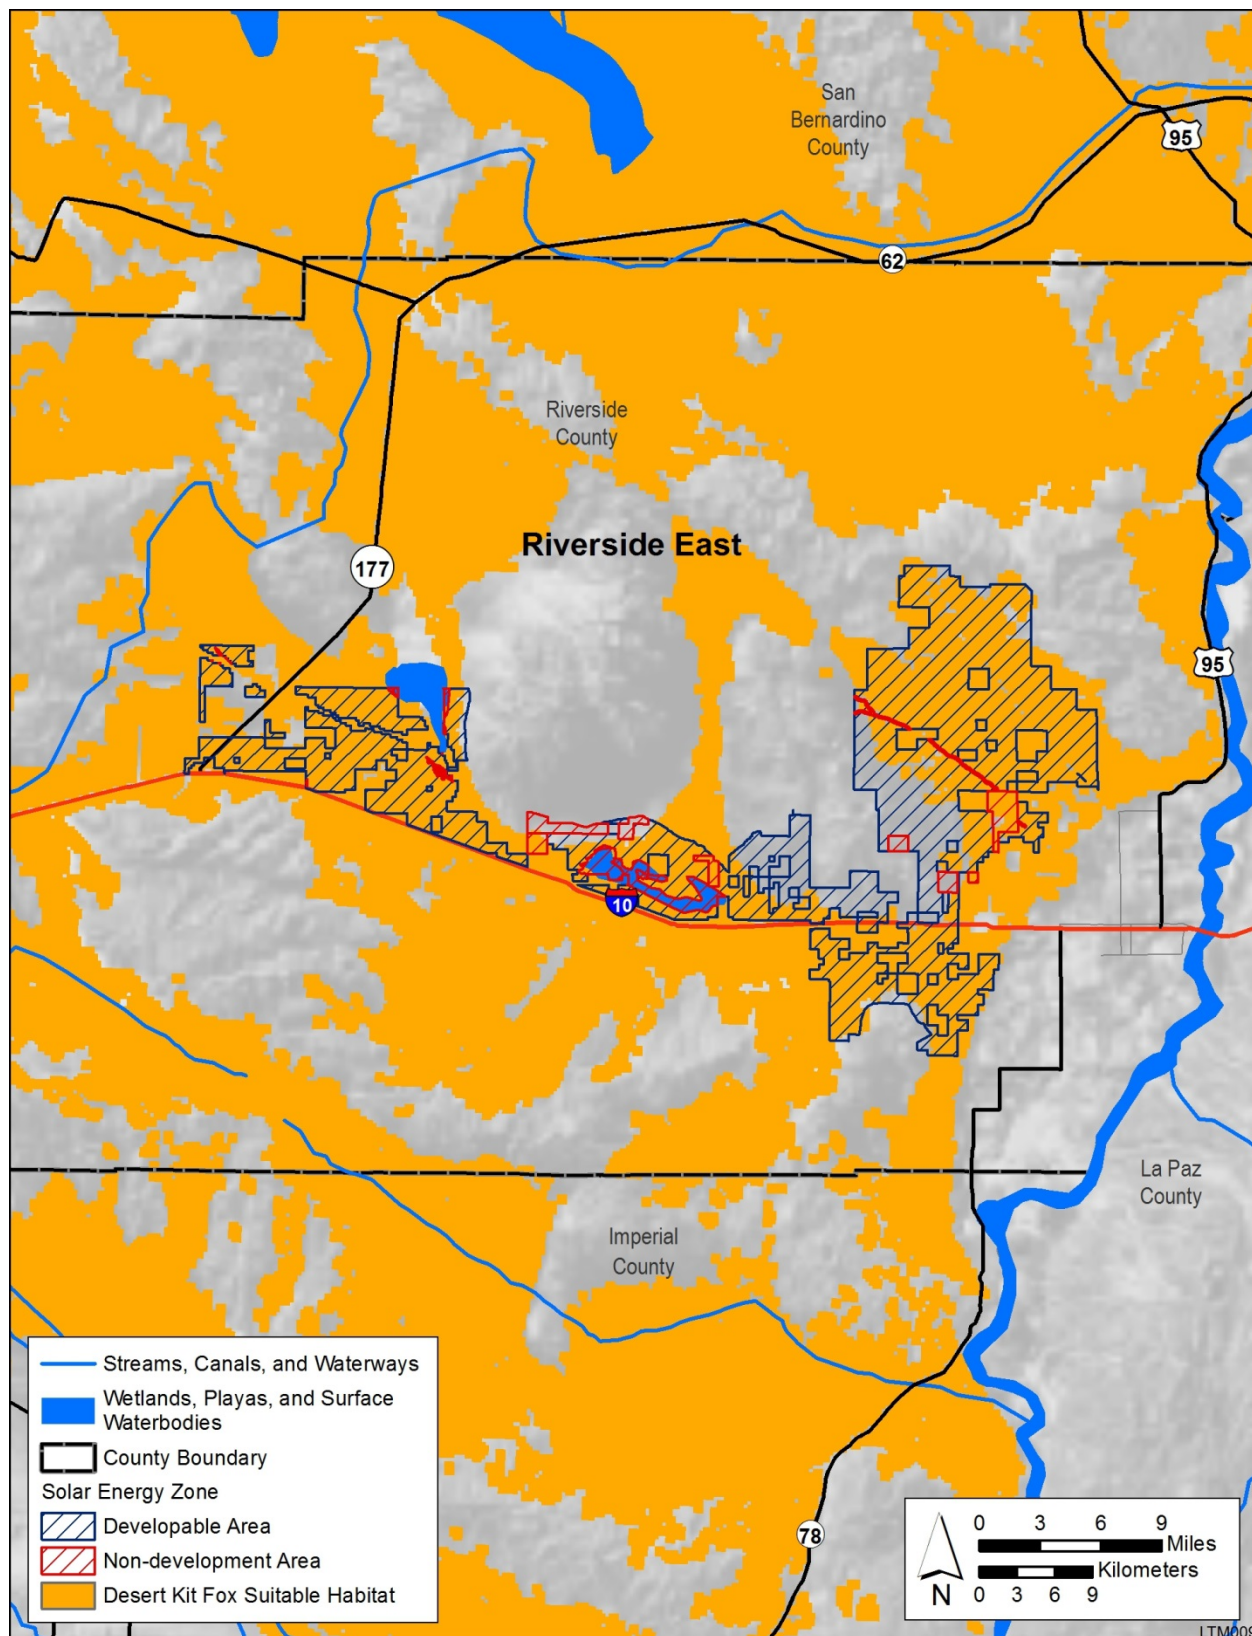 San
Bernardino
County
95
62
Riverside
County
Riverside East
177
95
10
La Paz
County
Imperial
County
78
Streams, Canals, and Waterways
Wetlands, Playas, and Surface
Waterbodies
County Boundary
Solar Energy Zone
Developable Area
Non-development Area
Desert Kit Fox Suitable Habitat
0 3 6 9
Miles
Kilometers
0 3 6 9
N
LTM009